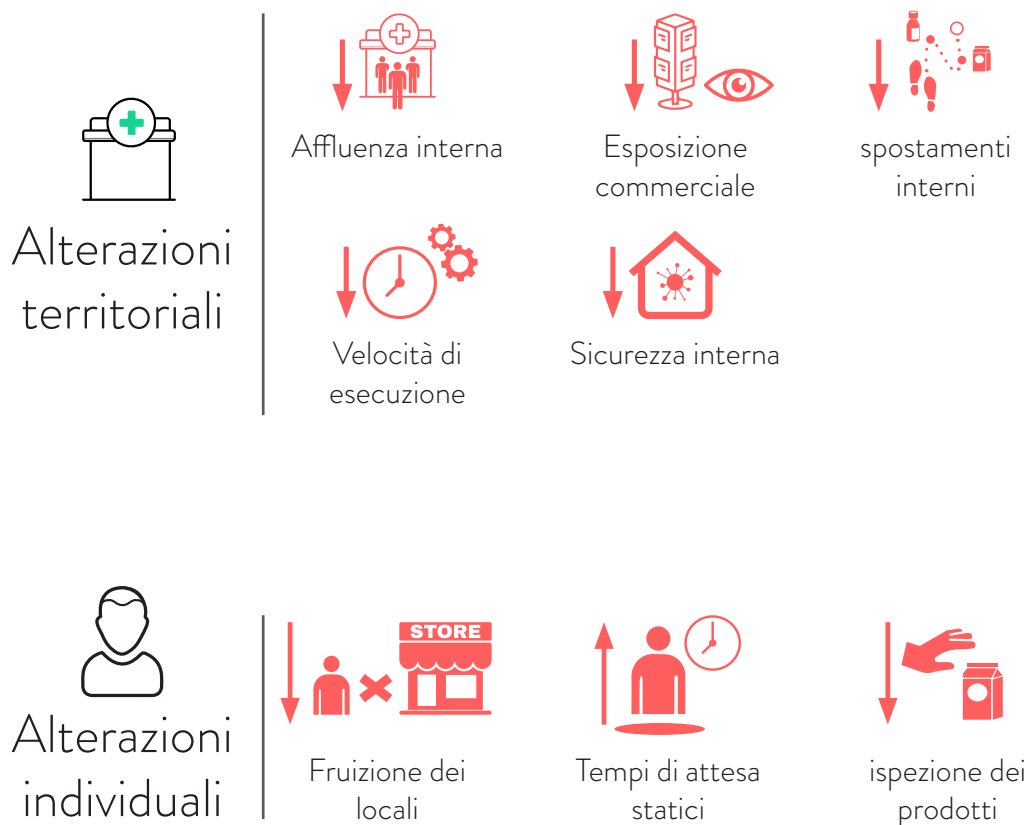 Affluenza interna
Esposizione
commerciale
spostamenti
interni
Alterazioni
territoriali
Velocità di
esecuzione
Sicurezza interna
STORE
Alterazioni
individuali
Fruizione dei
locali
Tempi di attesa
statici
ispezione dei
prodotti